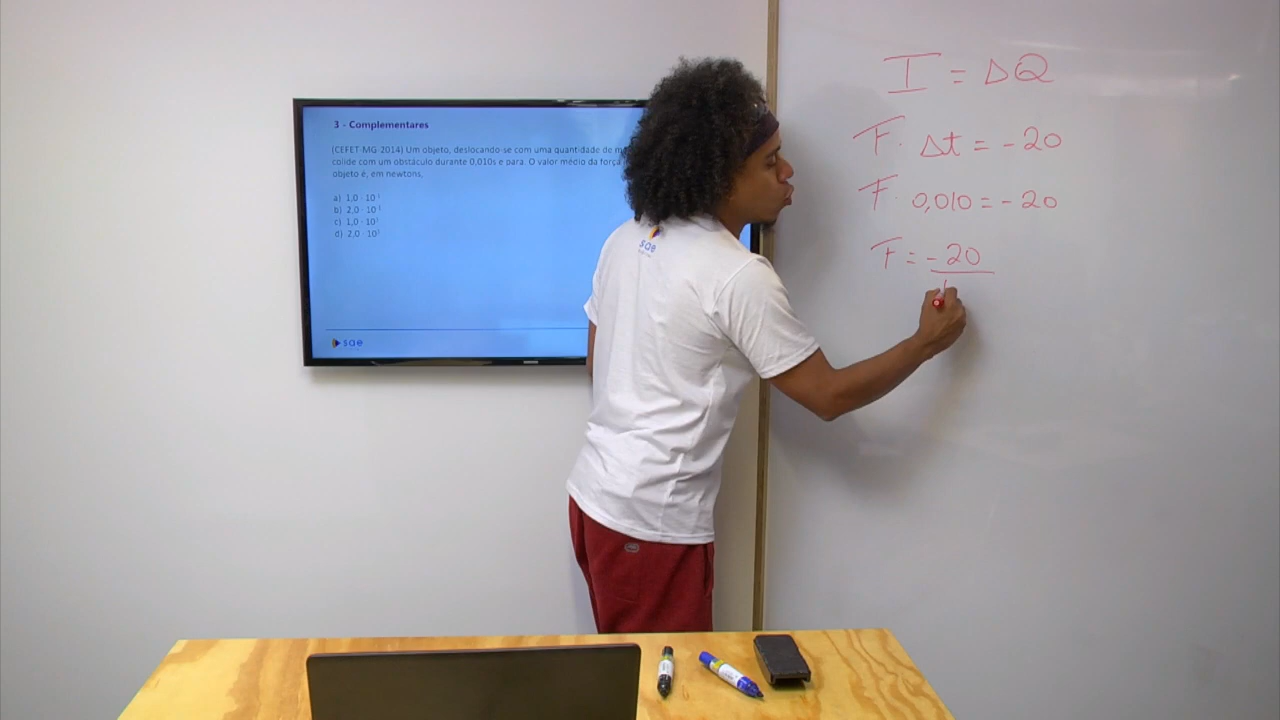 3 - Complementares
(CEFET-MG 2014) Um objeto, deslocando-se com uma quantidade de
colide com um obstáculo durante 0,010s e para. O valor médio da força
objeto é, em newtons,
a) 1,0 · 10
b) 2,0 · 10
c) 1,0 · 10
d) 2,0 · 10
sae
sae
I = ΔQ
F · Δt = -20
F · 0,010 = -20
F = -20